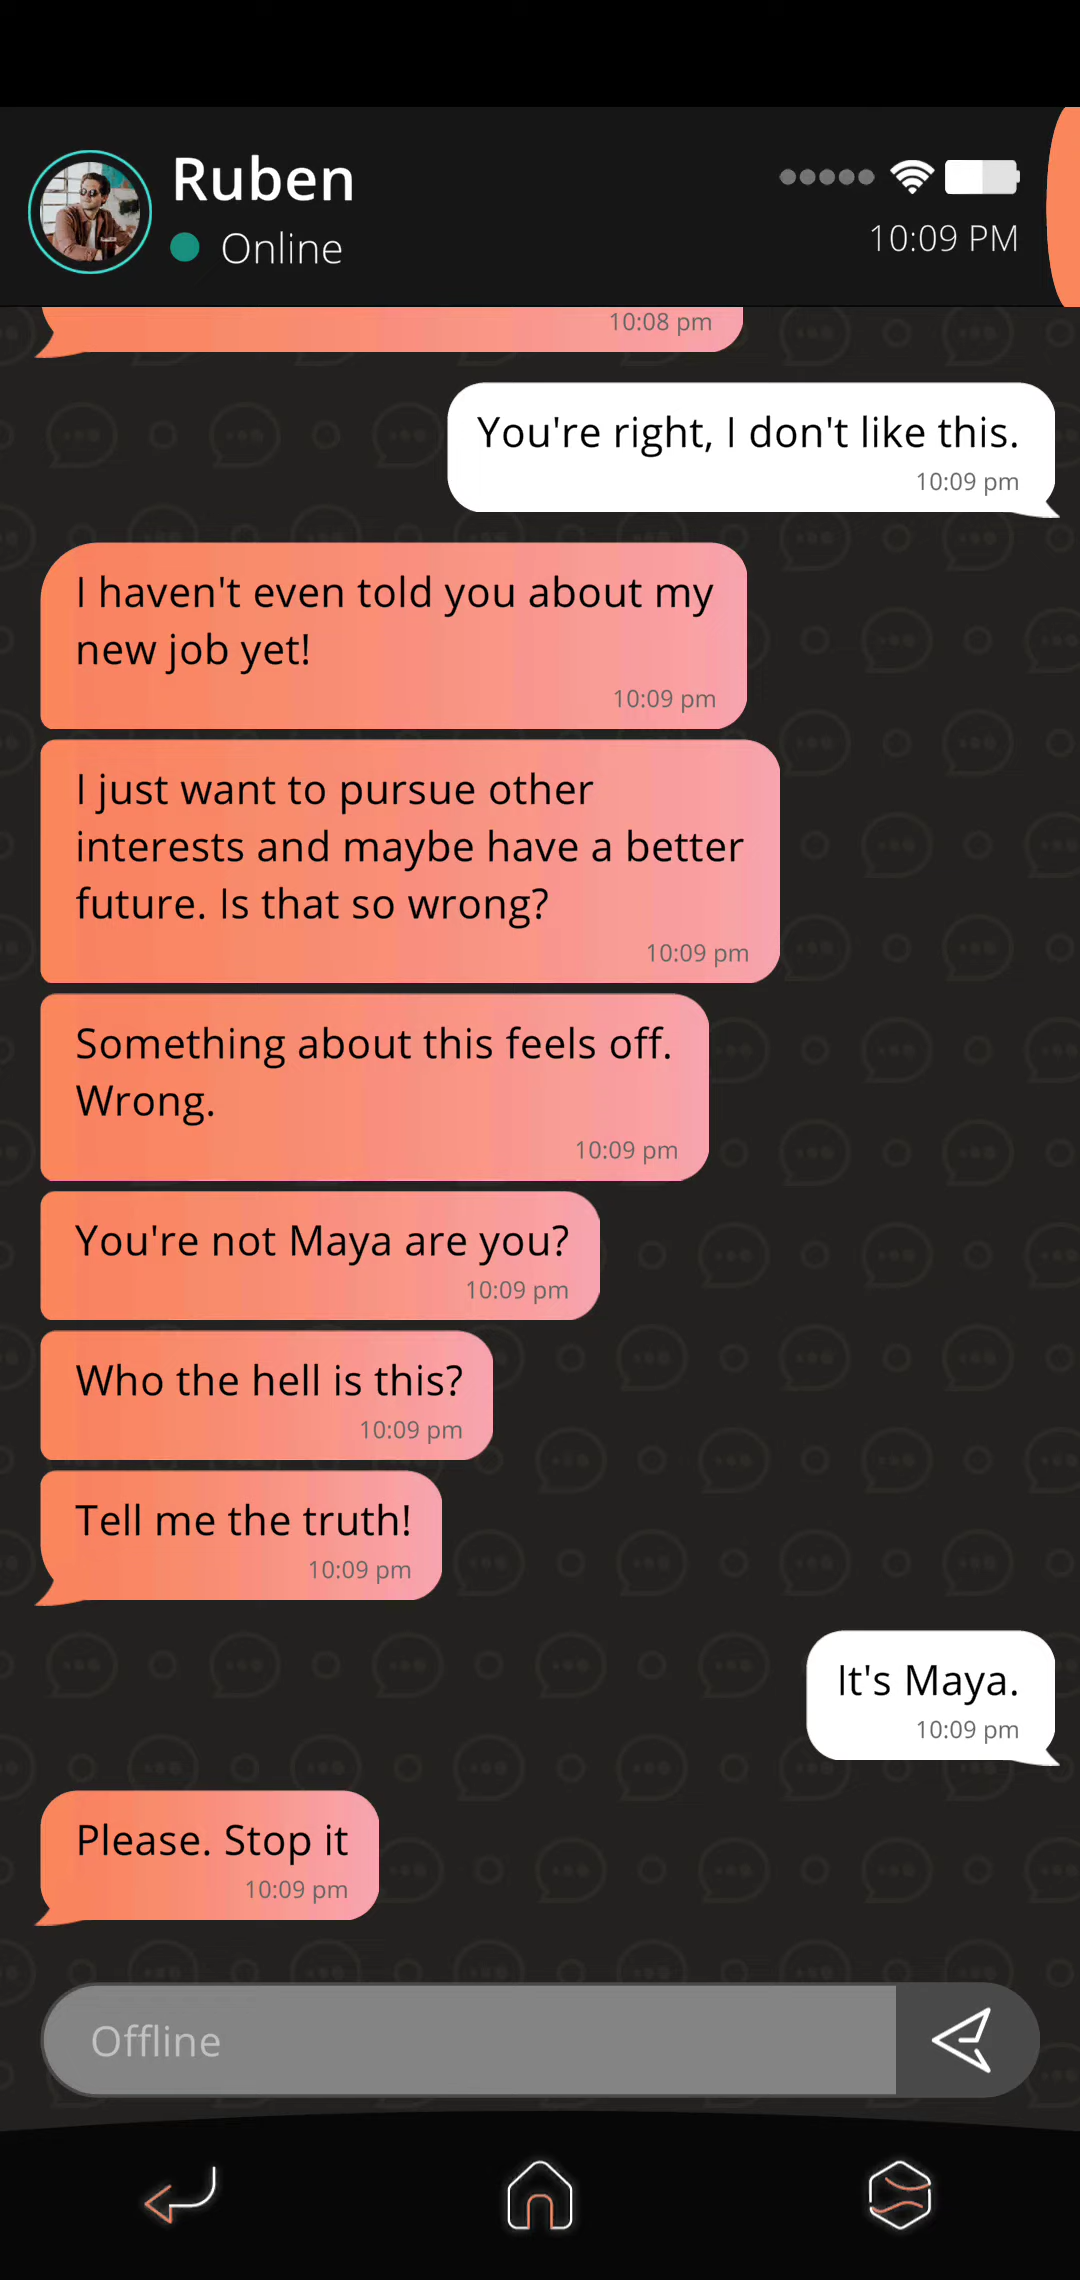 Ruben
Online
10:09 PM
10:08 pm
You're right, I don't like this.
10:09 pm
I haven't even told you about my
new job yet!
10:09 pm
I just want to pursue other
interests and maybe have a better
future. Is that so wrong?
10:09 pm
Something about this feels off.
Wrong.
10:09 pm
You're not Maya are you?
10:09 pm
Who the hell is this?
10:09 pm
Tell me the truth!
10:09 pm
It's Maya.
10:09 pm
Please. Stop it
10:09 pm
Offline